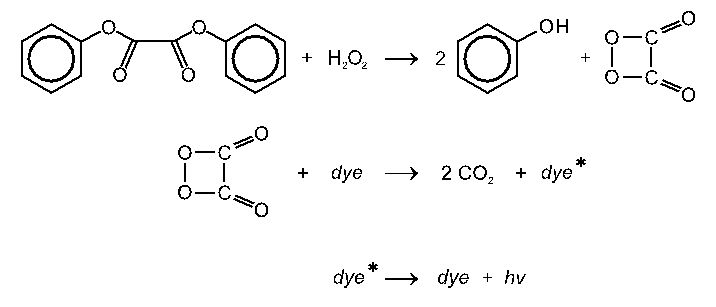 O O O O + H₂O₂ → 2 OH + O C O O C O
O C O O C O + dye → 2 CO₂ + dye*
dye* → dye + hν